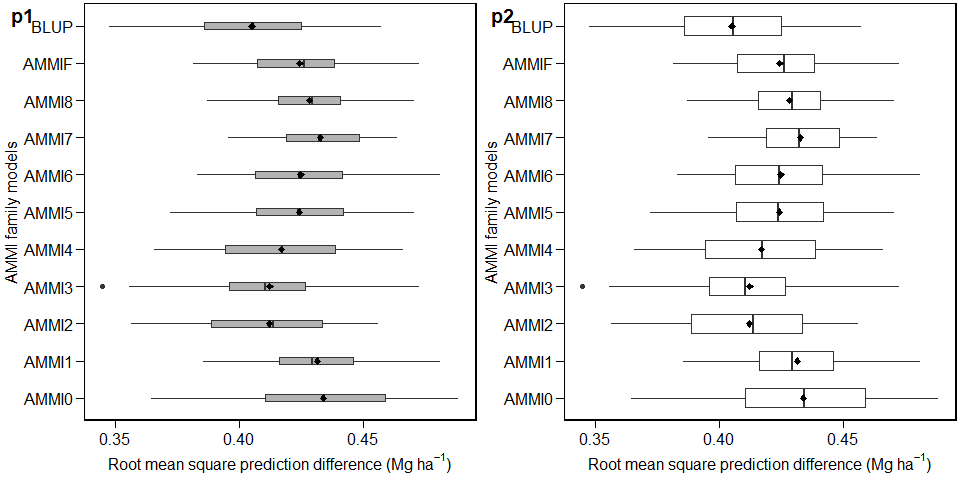 p1
BLUP
AMMIF
AMMI8
AMMI7
AMMI6
AMMI5
AMMI4
AMMI3
AMMI2
AMMI1
AMMI0
AMMI family models
0.35 0.40 0.45
Root mean square prediction difference (Mg ha⁻¹)
p2
BLUP
AMMIF
AMMI8
AMMI7
AMMI6
AMMI5
AMMI4
AMMI3
AMMI2
AMMI1
AMMI0
AMMI family models
0.35 0.40 0.45
Root mean square prediction difference (Mg ha⁻¹)